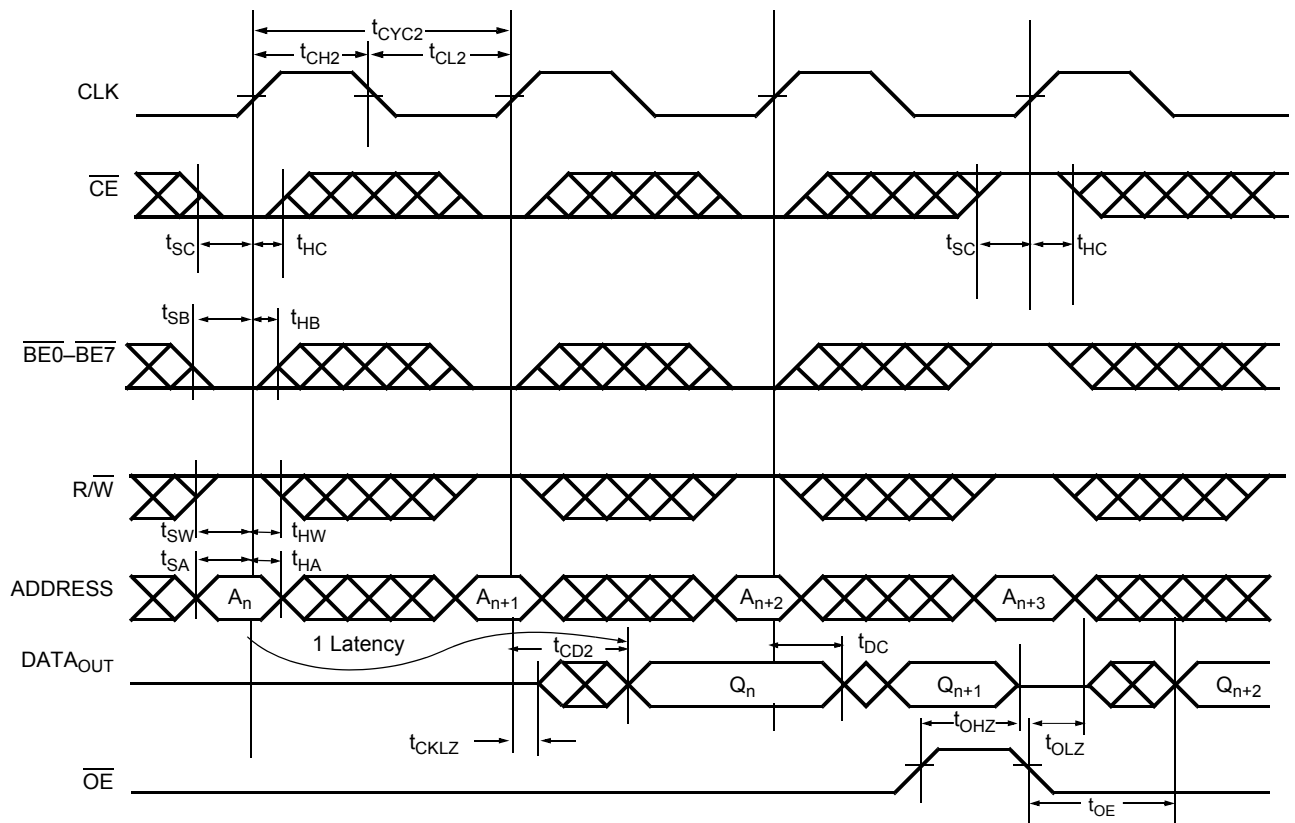 tCYC2
tCH2
tCL2
CLK
CE
tSC
tHC
tSC
tHC
tSB
tHB
BE0–BE7
R/W
tSW
tHW
tSA
tHA
ADDRESS
An
An+1
An+2
An+3
1 Latency
tCD2
tDC
DATAOUT
Qn
Qn+1
Qn+2
tOHZ
tCKLZ
tOLZ
OE
tOE